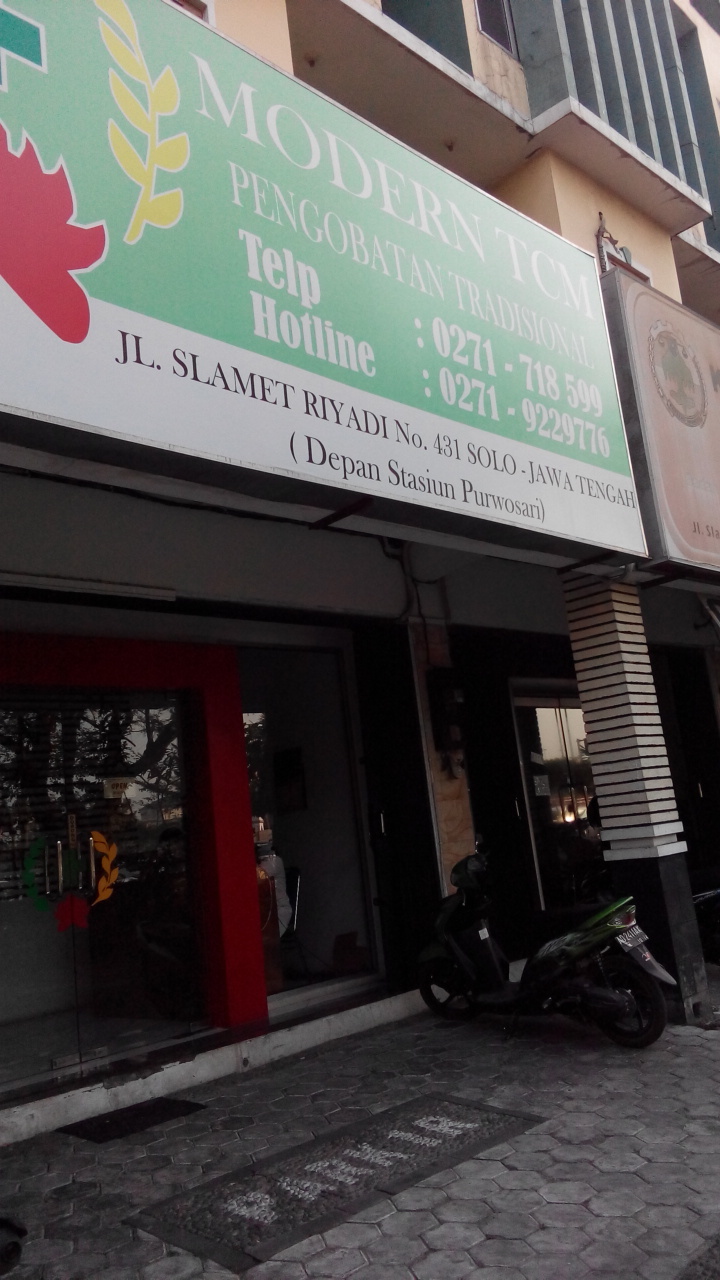 MODERN TCM
PENGOBATAN TRADISIONAL
Telp : 0271 - 718 599
Hotline : 0271 - 9229776
JL. SLAMET RIYADI No. 431 SOLO - JAWA TENGAH
( Depan Stasiun Purwosari)
OPEN